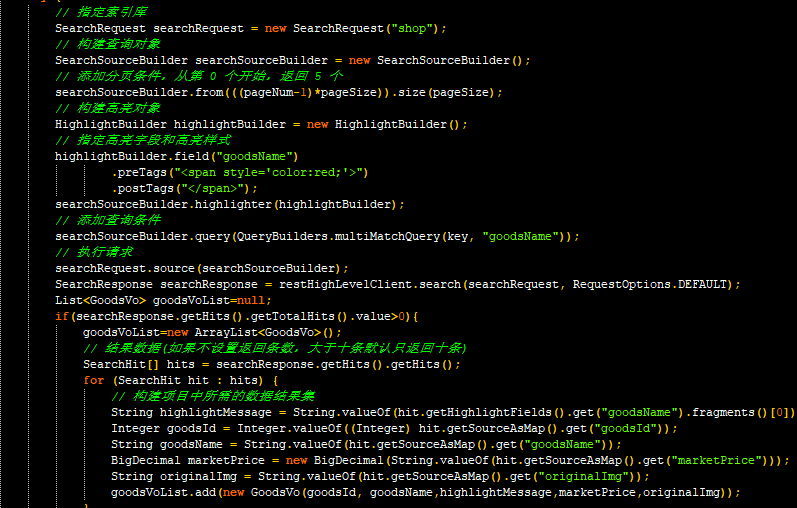 // 指定索引库
SearchRequest searchRequest = new SearchRequest("shop");
// 构建查询对象
SearchSourceBuilder searchSourceBuilder = new SearchSourceBuilder();
// 添加分页条件，从第 0 个开始，返回 5 个
searchSourceBuilder.from(((pageNum-1)*pageSize)).size(pageSize);
// 构建高亮对象
HighlightBuilder highlightBuilder = new HighlightBuilder();
// 指定高亮字段和高亮样式
highlightBuilder.field("goodsName")
.preTags("<span style='color:red;'>")
.postTags("</span>");
searchSourceBuilder.highlighter(highlightBuilder);
// 添加查询条件
searchSourceBuilder.query(QueryBuilders.multiMatchQuery(key, "goodsName"));
// 执行请求
searchRequest.source(searchSourceBuilder);
SearchResponse searchResponse = restHighLevelClient.search(searchRequest, RequestOptions.DEFAULT);
List<GoodsVo> goodsVoList=null;
if(searchResponse.getHits().getTotalHits().value>0){
goodsVoList=new ArrayList<GoodsVo>();
// 结果数据(如果不设置返回条数，大于十条默认只返回十条)
SearchHit[] hits = searchResponse.getHits().getHits();
for (SearchHit hit : hits) {
// 构建项目中所需的数据结果集
String highlightMessage = String.valueOf(hit.getHighlightFields().get("goodsName").fragments()[0])
Integer goodsId = Integer.valueOf((Integer) hit.getSourceAsMap().get("goodsId"));
String goodsName = String.valueOf(hit.getSourceAsMap().get("goodsName"));
BigDecimal marketPrice = new BigDecimal(String.valueOf(hit.getSourceAsMap().get("marketPrice")));
String originalImg = String.valueOf(hit.getSourceAsMap().get("originalImg"));
goodsVoList.add(new GoodsVo(goodsId, goodsName,highlightMessage,marketPrice,originalImg));